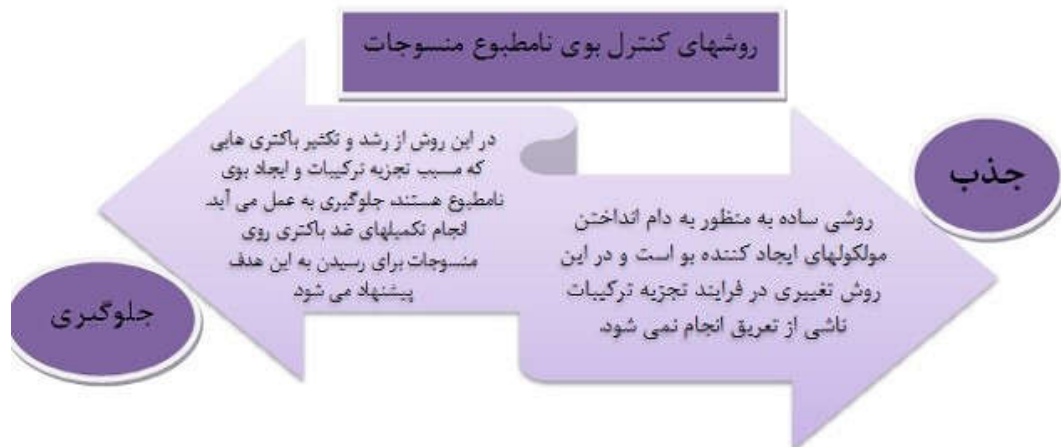 روشهای کنترل بوی نامطبوع منسوجات
جذب
روشی ساده به منظور به دام انداختن
مولکولهای ایجاد کننده بو است و در این
روش تغییری در فرایند تجزیه ترکیبات
ناشی از تعریق انجام نمی شود.
در این روش از رشد و تکثیر باکتری هایی
که مسبب تجزیه ترکیبات و ایجاد بوی
نامطبوع هستند، جلوگیری به عمل می آید.
انجام تکمیلهای ضد باکتری روی
منسوجات برای رسیدن به این هدف
پیشنهاد می شود.
جلوگیری